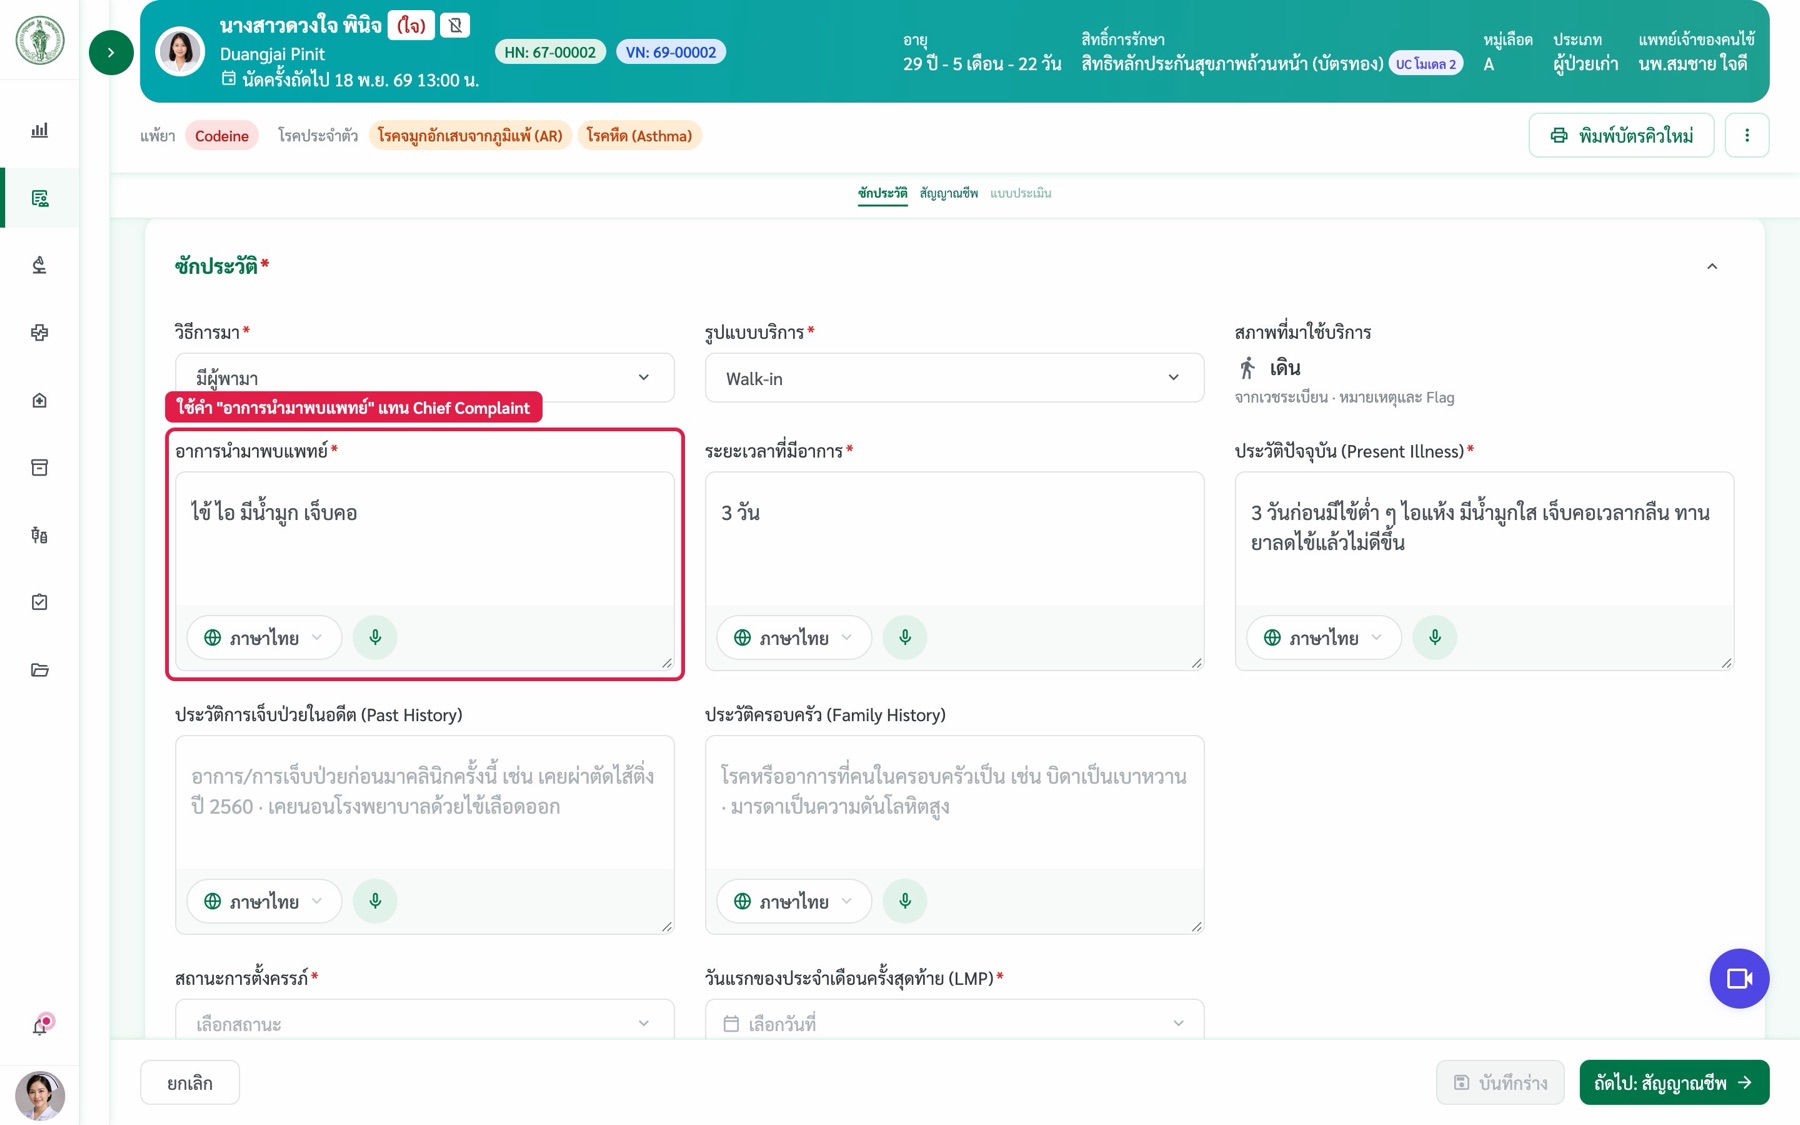 นางสาวดวงใจ พินิจ (ใจ)
Duangjai Pinit
นัดครั้งถัดไป 18 พ.ย. 69 13:00 น.
HN: 67-00002 VN: 69-00002
อายุ
29 ปี - 5 เดือน - 22 วัน
สิทธิ์การรักษา
สิทธิหลักประกันสุขภาพถ้วนหน้า (บัตรทอง) UC โมเดล 2
หมู่เลือด
A
ประเภท
ผู้ป่วยเก่า
แพทย์เจ้าของคนไข้
นพ.สมชาย ใจดี
แพ้ยา Codeine โรคประจำตัว โรคจมูกอักเสบจากภูมิแพ้ (AR) โรคหืด (Asthma)
พิมพ์บัตรคิวใหม่
ซักประวัติ สัญญาณชีพ แบบประเมิน
ซักประวัติ*
วิธีการมา*
มีผู้พามา
รูปแบบบริการ*
Walk-in
สภาพที่มาใช้บริการ
เดิน
จากเวชระเบียน · หมายเหตุและ Flag
ใช้คำ "อาการนำมาพบแพทย์" แทน Chief Complaint
อาการนำมาพบแพทย์*
ไข้ ไอ มีน้ำมูก เจ็บคอ
ภาษาไทย
ระยะเวลาที่มีอาการ*
3 วัน
ภาษาไทย
ประวัติปัจจุบัน (Present Illness)*
3 วันก่อนมีไข้ต่ำ ๆ ไอแห้ง มีน้ำมูกใส เจ็บคอเวลากลืน ทาน
ยาลดไข้แล้วไม่ดีขึ้น
ภาษาไทย
ประวัติการเจ็บป่วยในอดีต (Past History)
อาการ/การเจ็บป่วยก่อนมาคลินิกครั้งนี้ เช่น เคยผ่าตัดไส้ติ่ง
ปี 2560 · เคยนอนโรงพยาบาลด้วยไข้เลือดออก
ภาษาไทย
ประวัติครอบครัว (Family History)
โรคหรืออาการที่คนในครอบครัวเป็น เช่น บิดาเป็นเบาหวาน
· มารดาเป็นความดันโลหิตสูง
ภาษาไทย
สถานะการตั้งครรภ์*
เลือกสถานะ
วันแรกของประจำเดือนครั้งสุดท้าย (LMP)*
เลือกวันที่
ยกเลิก
บันทึกร่าง
ถัดไป: สัญญาณชีพ